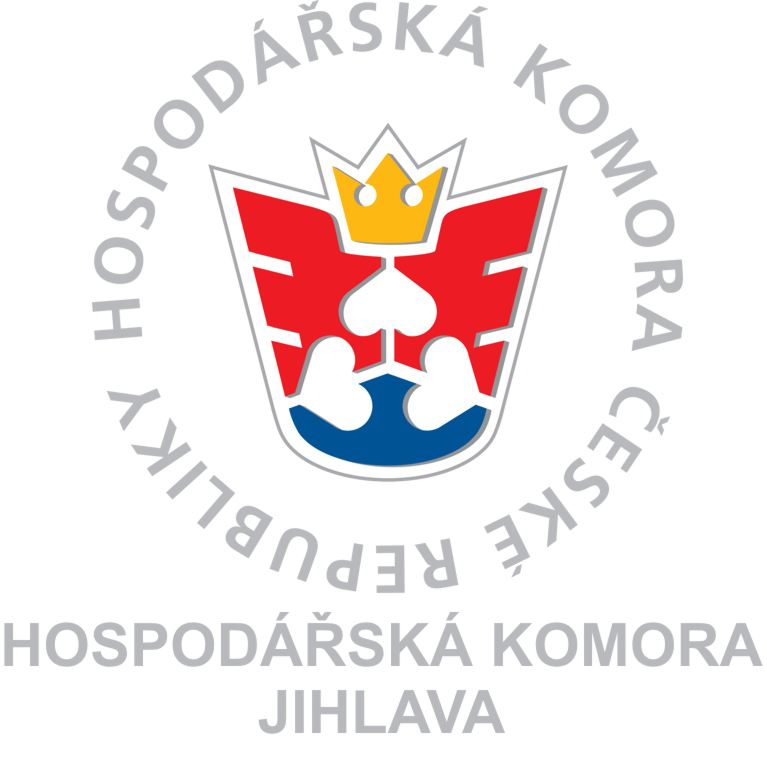 HOSPODÁŘSKÁ KOMORA ČESKÉ REPUBLIKY
HOSPODÁŘSKÁ KOMORA
JIHLAVA